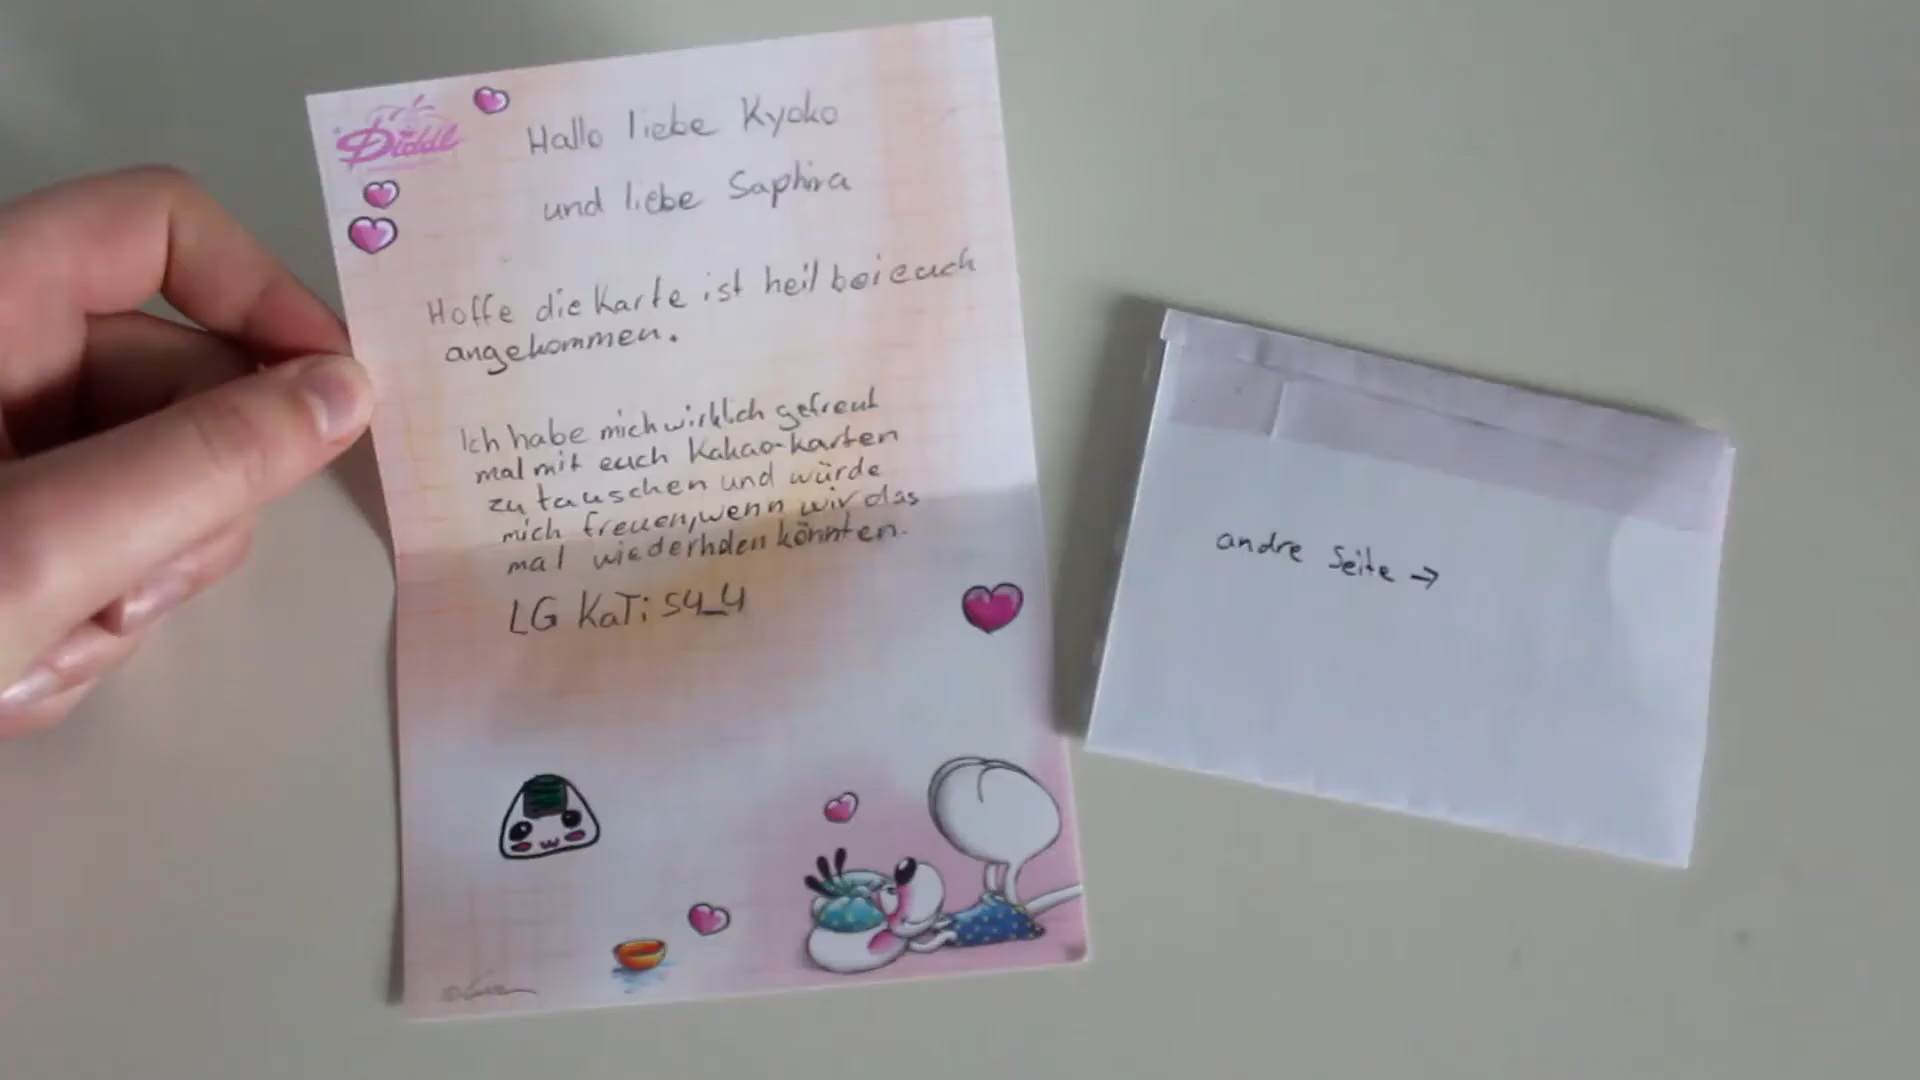 Diddl
Hallo liebe Kyoko
und liebe Saphira
Hoffe die Karte ist heil bei euch
angekommen.
Ich habe mich wirklich gefreut
mal mit euch Kakao-karten
zu tauschen und würde
mich freuen, wenn wir das
mal wiederholen könnten.
LG KaTi S4_4
andre Seite →